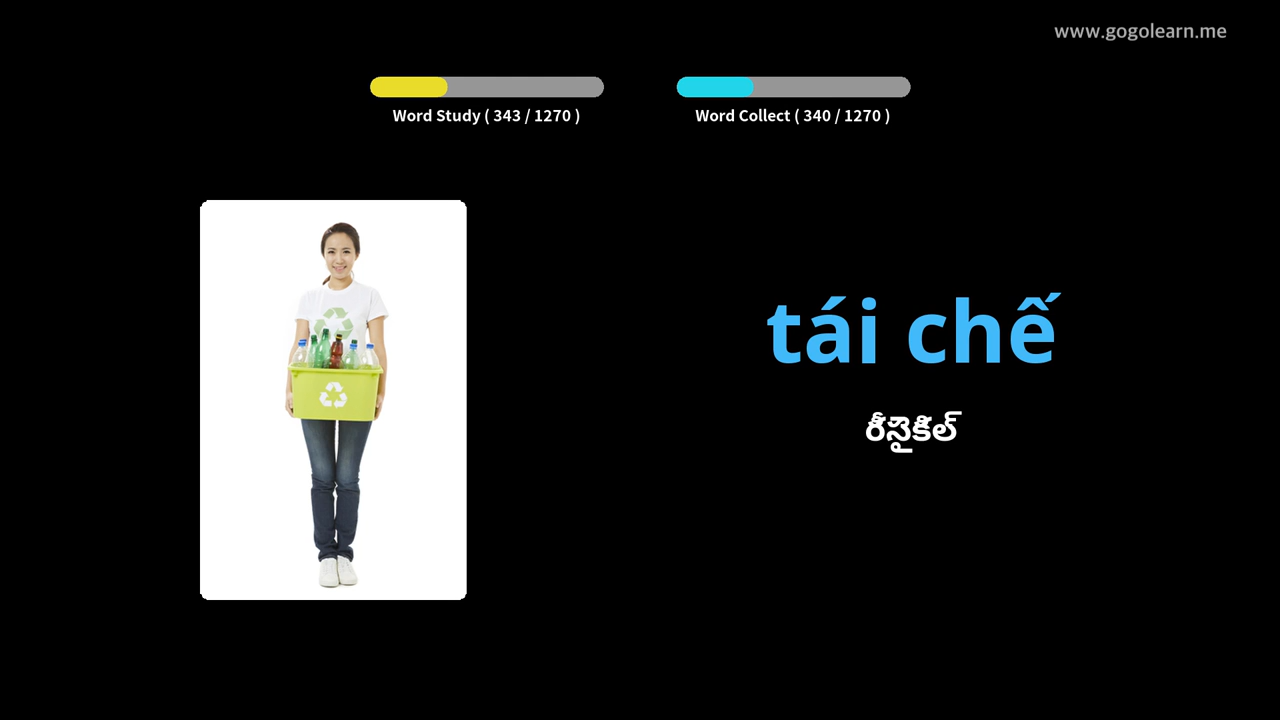 www.gogolearn.me
Word Study ( 343 / 1270 )
Word Collect ( 340 / 1270 )
tái chế
రీసైకిల్